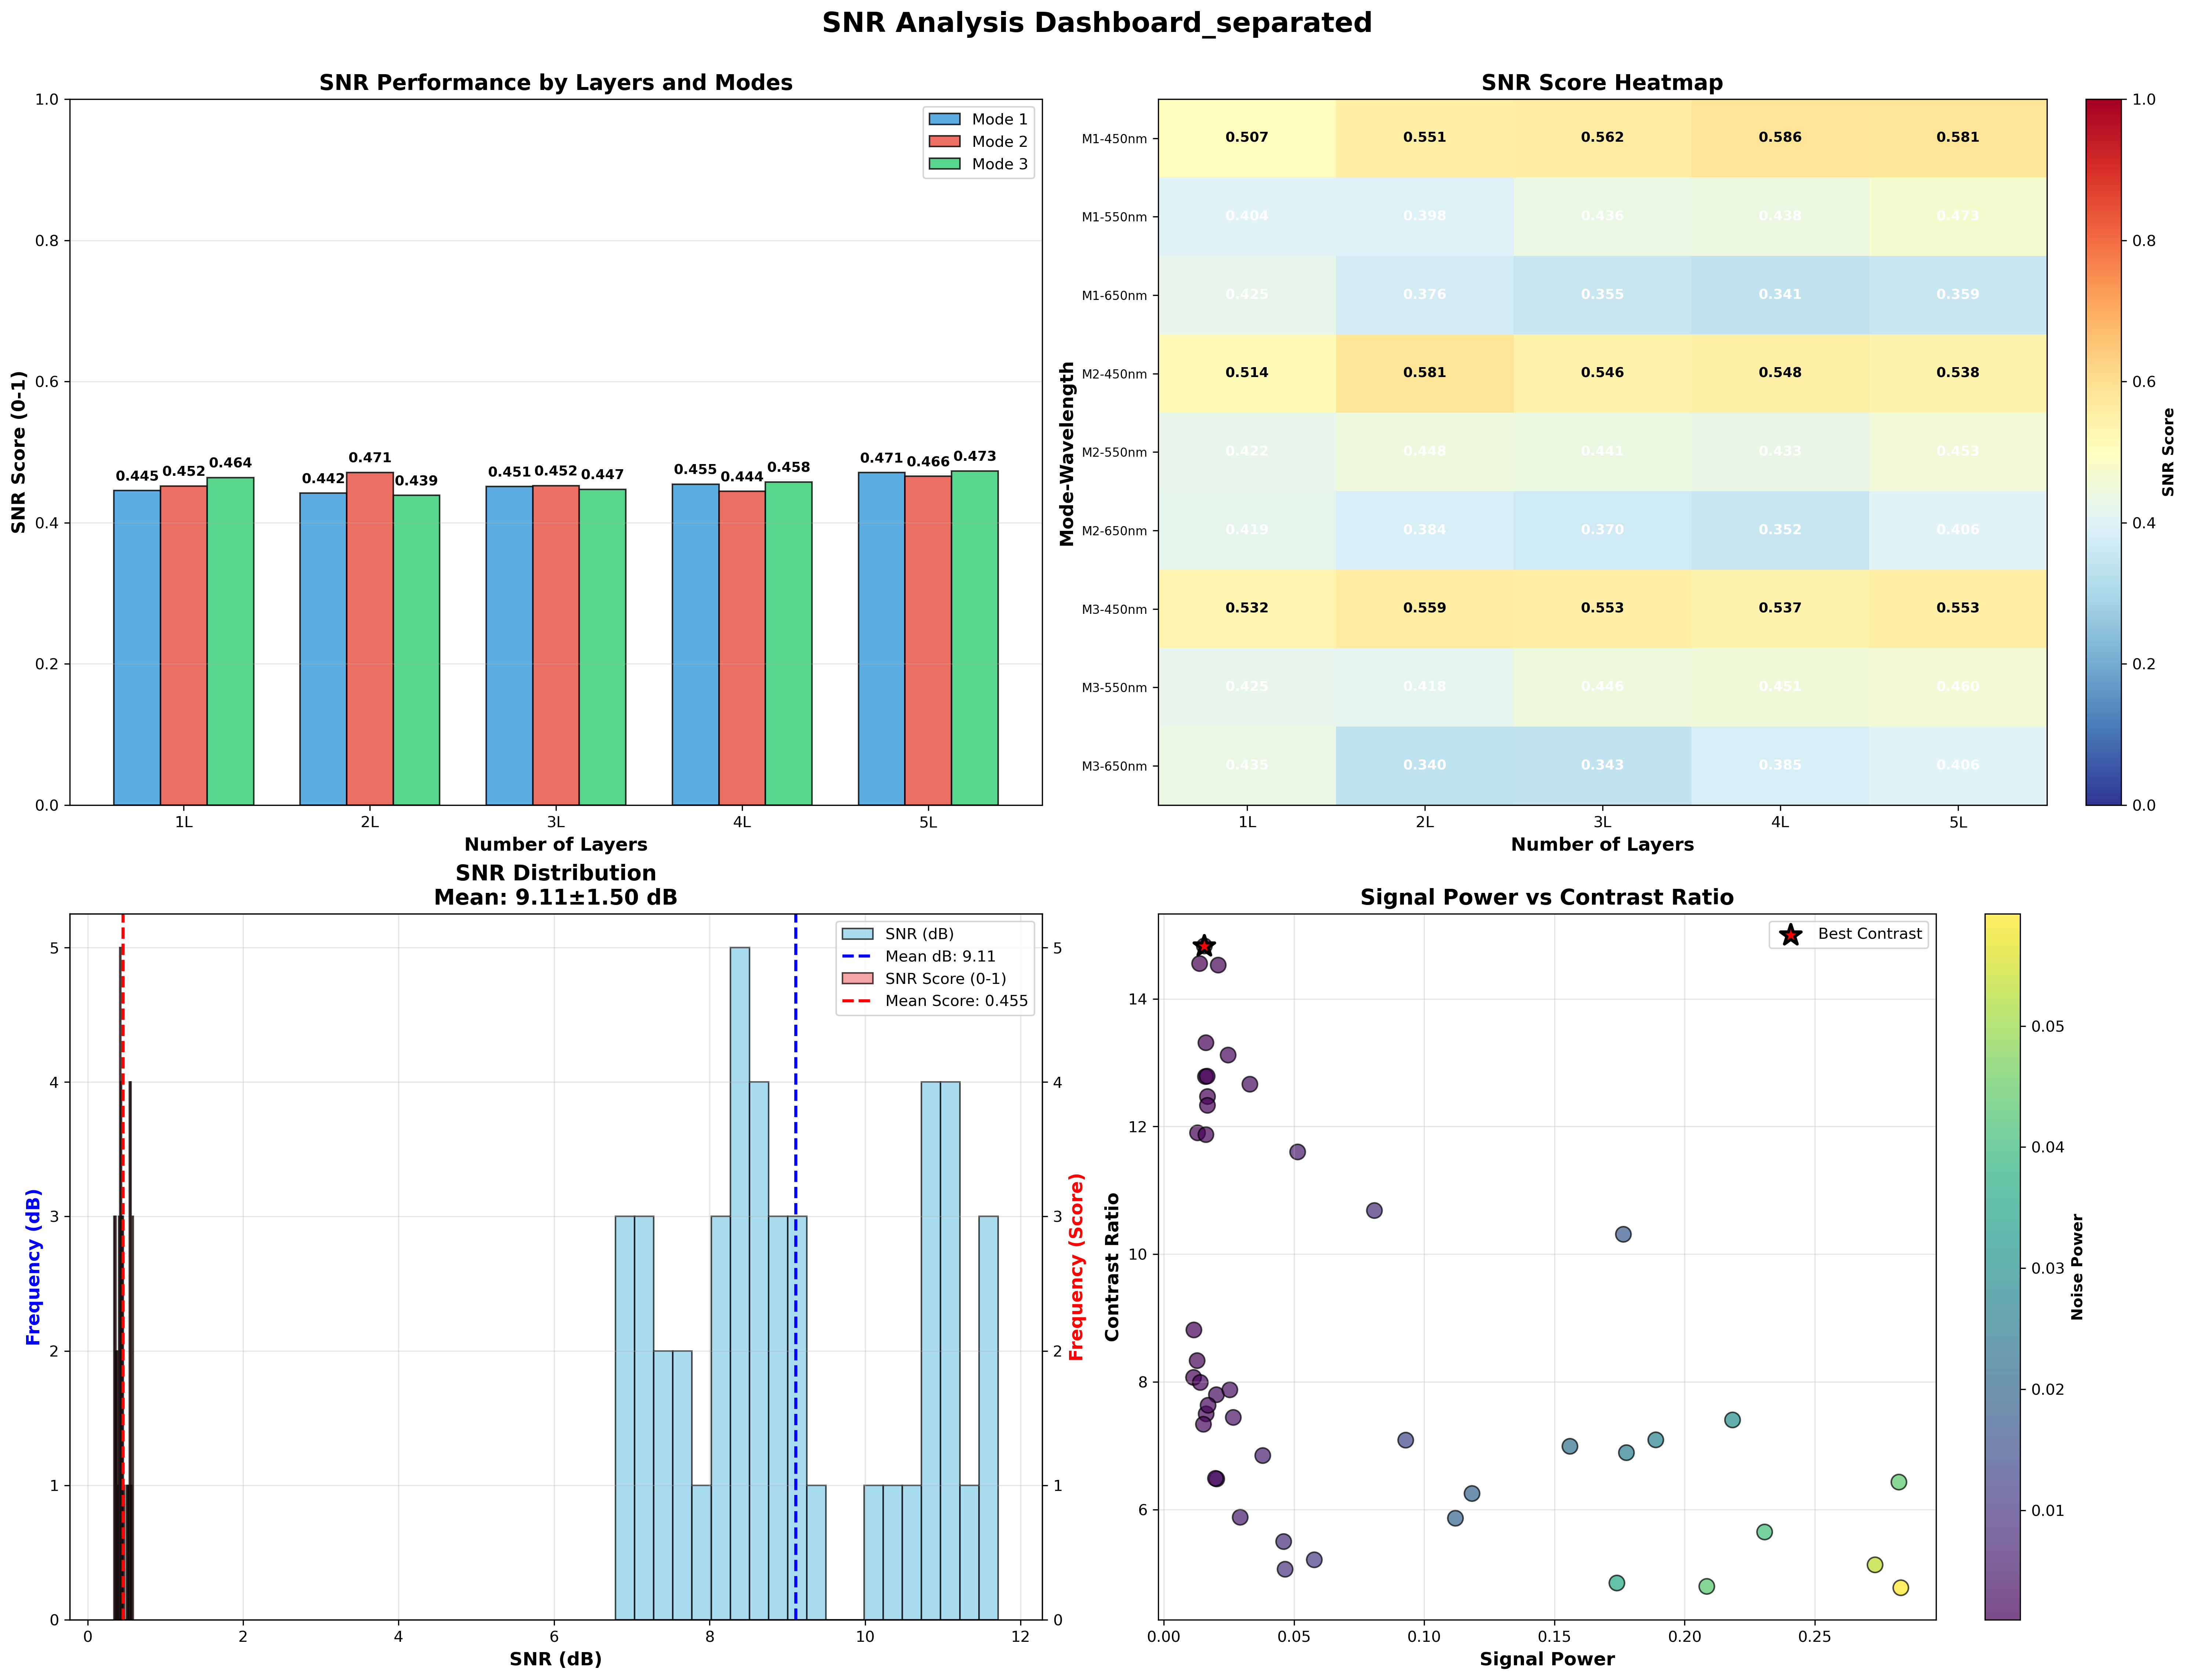 SNR Analysis Dashboard_separated
SNR Performance by Layers and Modes
SNR Score (0-1)
1.0
0.8
0.6
0.4
0.2
0.0
Mode 1
Mode 2
Mode 3
0.445 0.452 0.464
0.442 0.471 0.439
0.451 0.452 0.447
0.455 0.444 0.458
0.471 0.466 0.473
1L 2L 3L 4L 5L
Number of Layers
SNR Score Heatmap
Mode-Wavelength
M1-450nm 0.507 0.551 0.562 0.586 0.581
M1-550nm 0.404 0.398 0.436 0.438 0.473
M1-650nm 0.425 0.376 0.355 0.341 0.359
M2-450nm 0.514 0.581 0.546 0.548 0.538
M2-550nm 0.422 0.448 0.441 0.433 0.453
M2-650nm 0.419 0.384 0.370 0.352 0.406
M3-450nm 0.532 0.559 0.553 0.537 0.553
M3-550nm 0.425 0.418 0.446 0.451 0.460
M3-650nm 0.435 0.340 0.343 0.385 0.406
1L 2L 3L 4L 5L
Number of Layers
1.0
0.8
0.6
0.4
0.2
0.0
SNR Score
SNR Distribution
Mean: 9.11±1.50 dB
Frequency (dB)
5
4
3
2
1
0
SNR (dB)
Mean dB: 9.11
SNR Score (0-1)
Mean Score: 0.455
5
4
3
2
1
0
Frequency (Score)
0 2 4 6 8 10 12
SNR (dB)
Signal Power vs Contrast Ratio
Contrast Ratio
14
12
10
8
6
Best Contrast
0.00 0.05 0.10 0.15 0.20 0.25
Signal Power
0.05
0.04
0.03
0.02
0.01
Noise Power